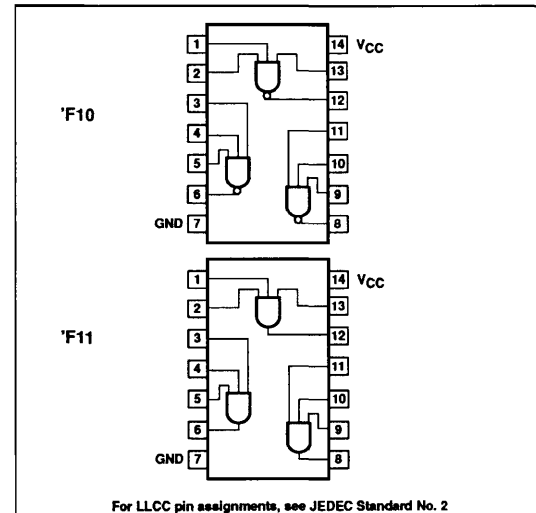 1 14 VCC
2 13
3 12
'F10
4 11
5 10
6 9
GND 7 8
1 14 VCC
2 13
3 12
'F11
4 11
5 10
6 9
GND 7 8
For LLCC pin assignments, see JEDEC Standard No. 2